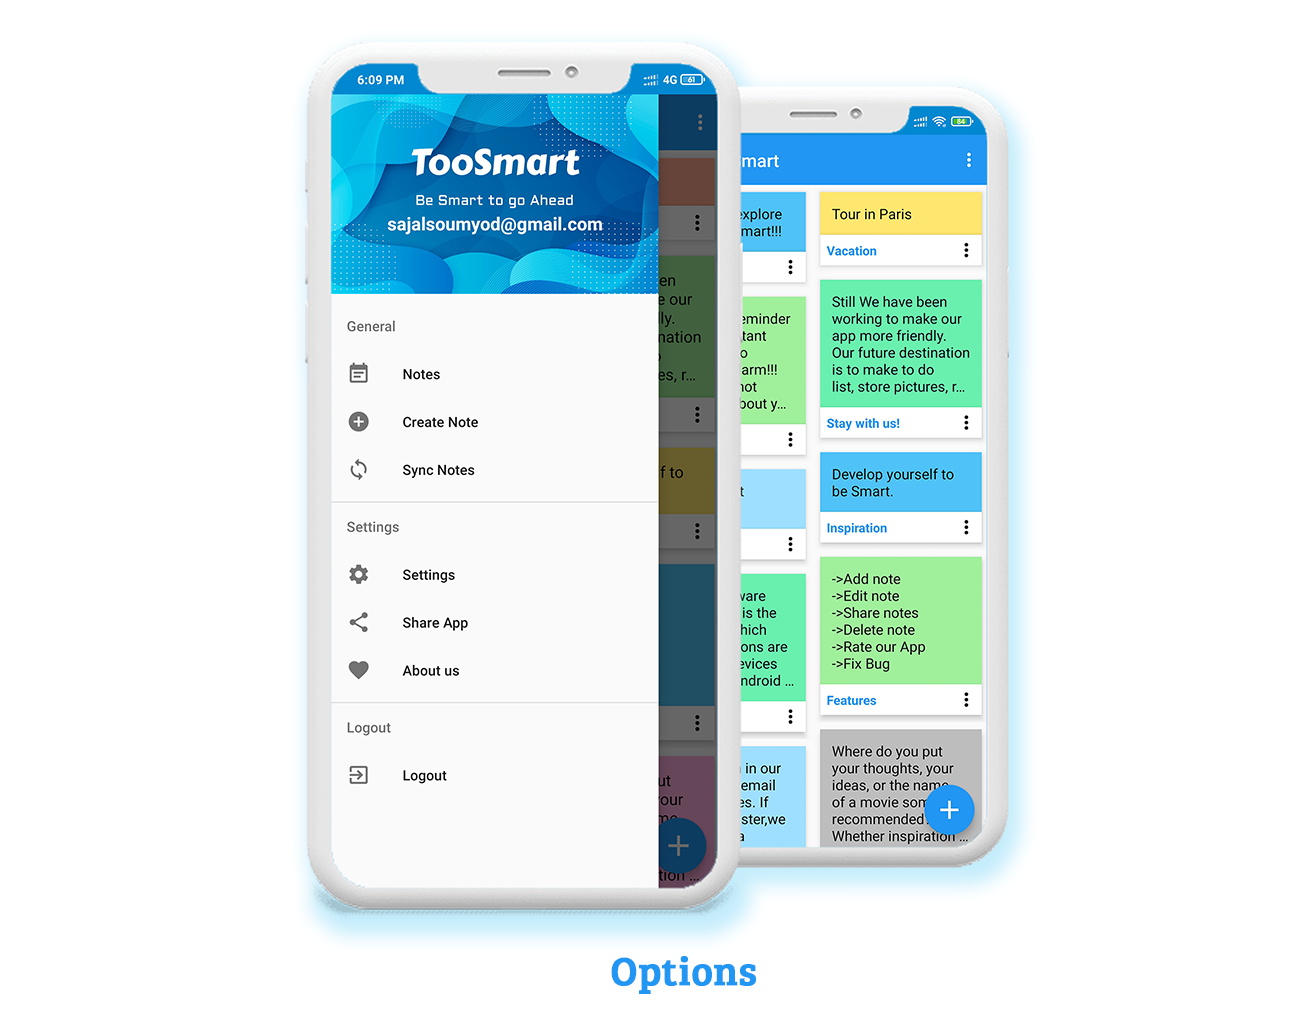 6:09 PM
4G 61
TooSmart
Be Smart to go Ahead
sajalsoumyod@gmail.com
General
Notes
Create Note
Sync Notes
Settings
Settings
Share App
About us
Logout
Logout
en
e our
lly.
nation
es, r...
f to
ut
our
me
tion ...
84
mart
explore
mart!!!
eminder
tant
o
arm!!!
not
bout y...
t
ware
is the
hich
ons are
evices
ndroid ...
in our
email
es. If
ster,we
a
Tour in Paris
Vacation
Still We have been
working to make our
app more friendly.
Our future destination
is to make to do
list, store pictures, r...
Stay with us!
Develop yourself to
be Smart.
Inspiration
->Add note
->Edit note
->Share notes
->Delete note
->Rate our App
->Fix Bug
Features
Where do you put
your thoughts, your
ideas, or the name
of a movie som
recommended?
Whether inspiration ...
Options